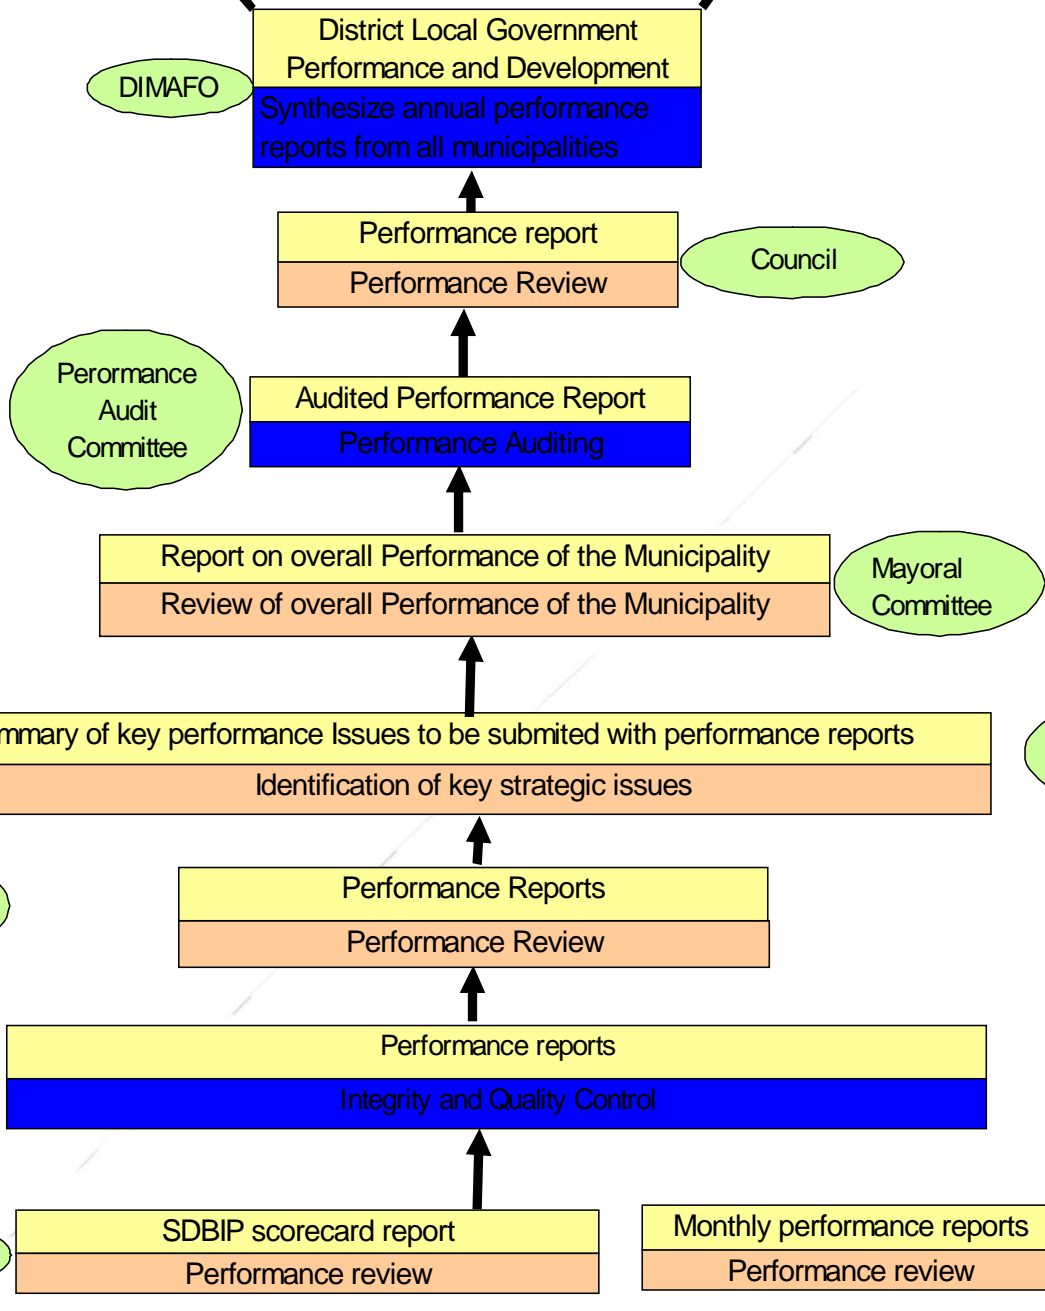 District Local Government
Performance and Development
DIMAFO
Synthesize annual performance
reports from all municipalities
Performance report
Performance Review
Council
Perormance
Audit
Committee
Audited Performance Report
Performance Auditing
Report on overall Performance of the Municipality
Review of overall Performance of the Municipality
Mayoral
Committee
mmary of key performance Issues to be submited with performance reports
Identification of key strategic issues
Performance Reports
Performance Review
Performance reports
Integrity and Quality Control
SDBIP scorecard report
Performance review
Monthly performance reports
Performance review